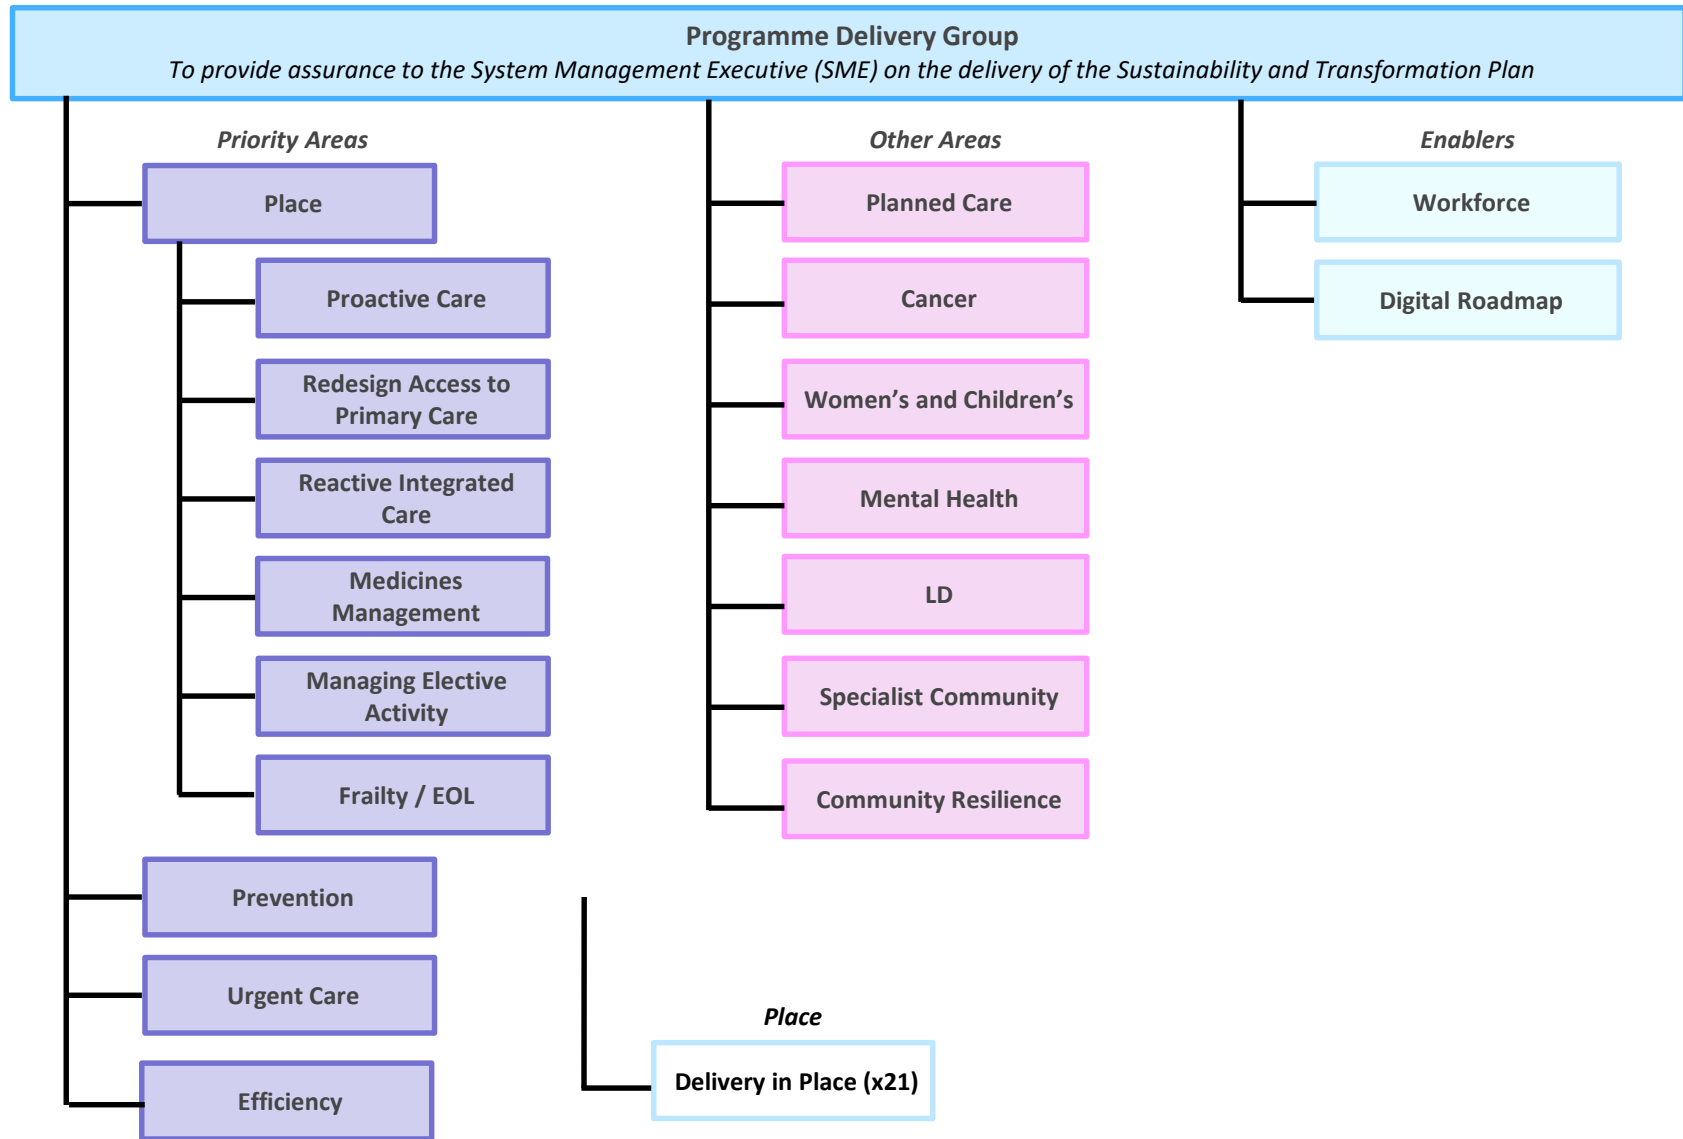 Programme Delivery Group
To provide assurance to the System Management Executive (SME) on the delivery of the Sustainability and Transformation Plan
Priority Areas
Place
Proactive Care
Redesign Access to
Primary Care
Reactive Integrated
Care
Medicines
Management
Managing Elective
Activity
Frailty / EOL
Prevention
Urgent Care
Efficiency
Other Areas
Planned Care
Cancer
Women’s and Children’s
Mental Health
LD
Specialist Community
Community Resilience
Enablers
Workforce
Digital Roadmap
Place
Delivery in Place (x21)